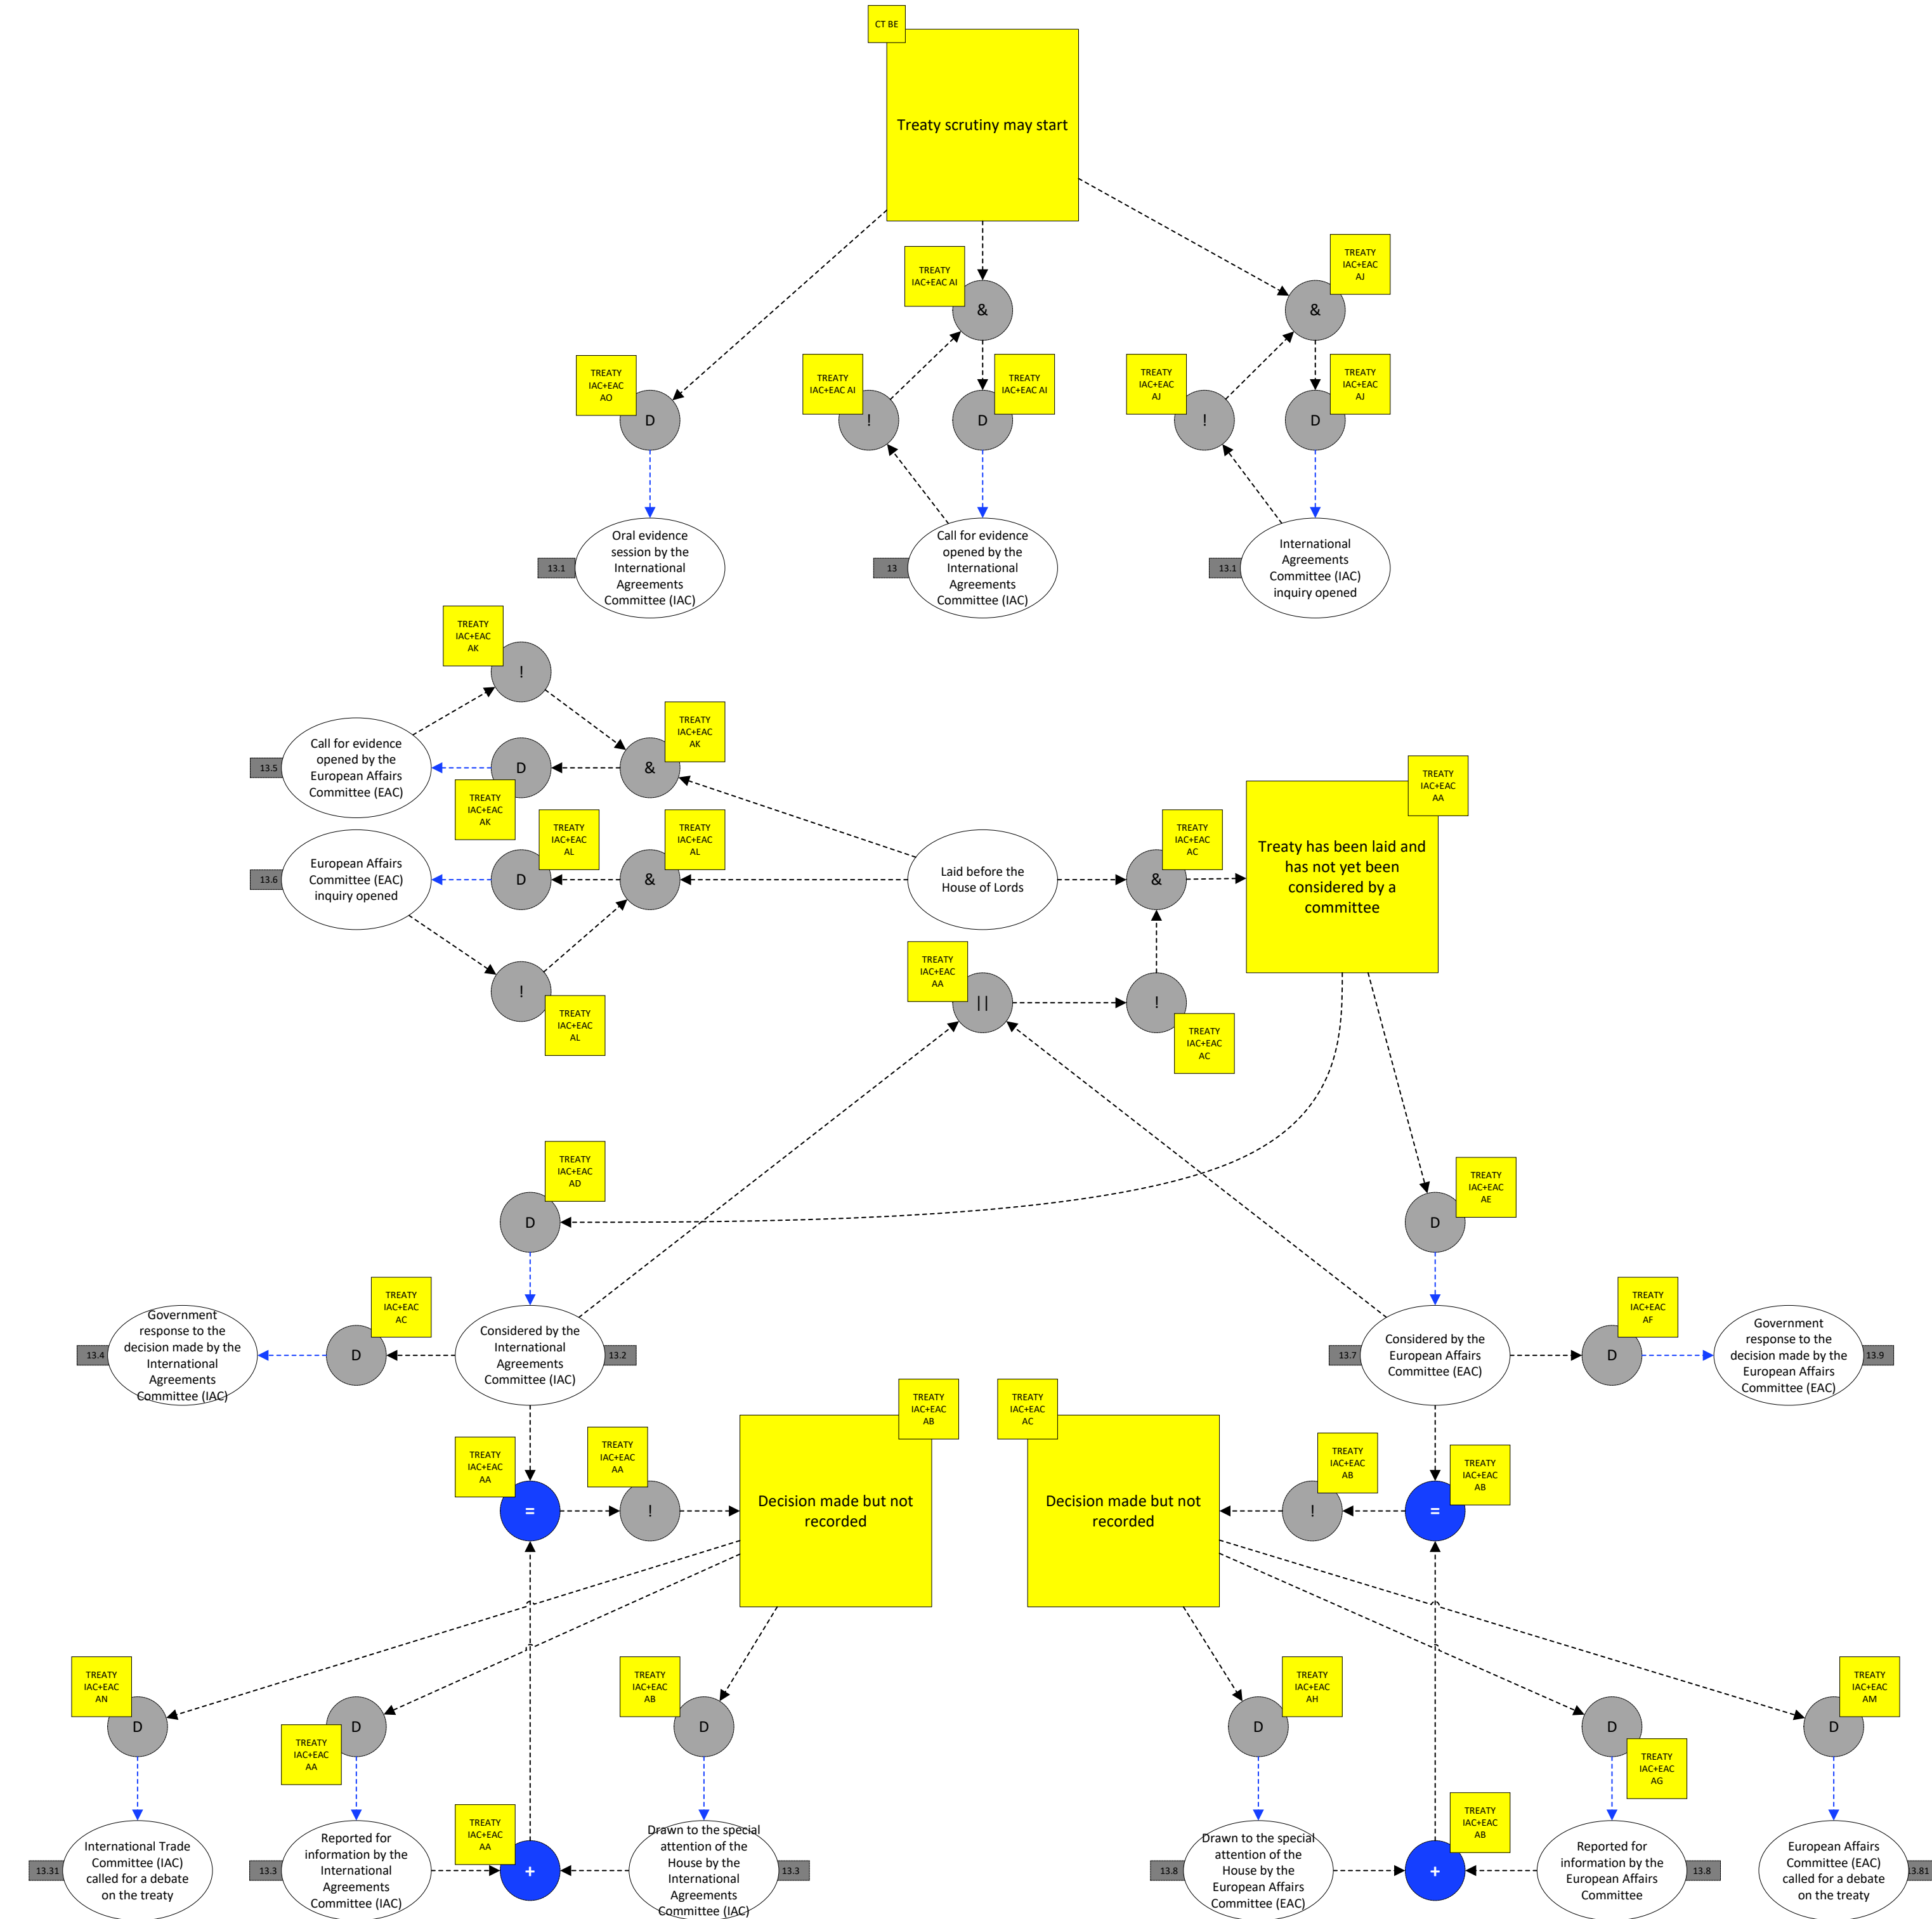 CT BE
Treaty scrutiny may start
TREATY
IAC+EAC
AJ
TREATY
IAC+EAC AI
&
&
TREATY
IAC+EAC
AO
D
TREATY
IAC+EAC AI
!
TREATY
IAC+EAC AI
D
TREATY
IAC+EAC
AJ
!
TREATY
IAC+EAC
AJ
D
13.1
Oral evidence
session by the
International
Agreements
Committee (IAC)
13
Call for evidence
opened by the
International
Agreements
Committee (IAC)
13.1
International
Agreements
Committee (IAC)
inquiry opened
TREATY
IAC+EAC
AK
!
13.5
Call for evidence
opened by the
European Affairs
Committee (EAC)
D
TREATY
IAC+EAC
AK
TREATY
IAC+EAC
AK
&
13.6
European Affairs
Committee (EAC)
inquiry opened
TREATY
IAC+EAC
AL
D
TREATY
IAC+EAC
AL
&
Laid before the
House of Lords
TREATY
IAC+EAC
AC
&
TREATY
IAC+EAC
AA
Treaty has been laid and
has not yet been
considered by a
committee
!
TREATY
IAC+EAC
AL
TREATY
IAC+EAC
AA
||
!
TREATY
IAC+EAC
AC
TREATY
IAC+EAC
AD
D
TREATY
IAC+EAC
AE
D
13.4
Government
response to the
decision made by the
International
Agreements
Committee (IAC)
TREATY
IAC+EAC
AC
D
Considered by the
International
Agreements
Committee (IAC)
13.2
13.7
Considered by the
European Affairs
Committee (EAC)
TREATY
IAC+EAC
AF
D
Government
response to the
decision made by the
European Affairs
Committee (EAC)
13.9
TREATY
IAC+EAC
AA
=
TREATY
IAC+EAC
AA
!
TREATY
IAC+EAC
AB
Decision made but not
recorded
TREATY
IAC+EAC
AC
Decision made but not
recorded
TREATY
IAC+EAC
AB
!
TREATY
IAC+EAC
AB
=
TREATY
IAC+EAC
AN
D
D
TREATY
IAC+EAC
AA
TREATY
IAC+EAC
AB
D
TREATY
IAC+EAC
AH
D
D
TREATY
IAC+EAC
AG
TREATY
IAC+EAC
AM
D
13.31
International Trade
Committee (IAC)
called for a debate
on the treaty
13.3
Reported for
information by the
International
Agreements
Committee (IAC)
TREATY
IAC+EAC
AA
+
Drawn to the special
attention of the
House by the
International
Agreements
Committee (IAC)
13.3
13.8
Drawn to the special
attention of the
House by the
European Affairs
Committee (EAC)
TREATY
IAC+EAC
AB
+
Reported for
information by the
European Affairs
Committee
13.8
European Affairs
Committee (EAC)
called for a debate
on the treaty
13.81